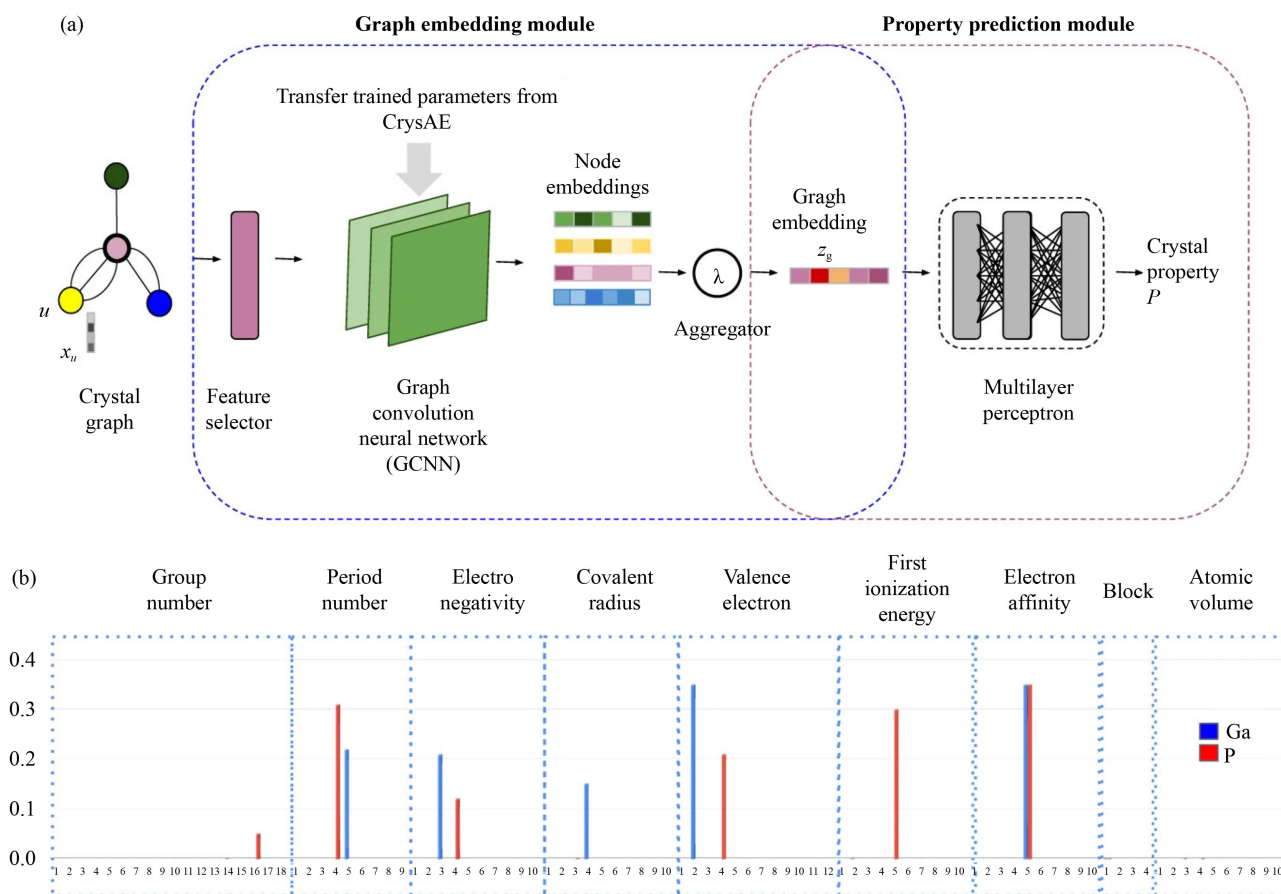 (a)
Graph embedding module
Property prediction module
Transfer trained parameters from
CrysAE
Node
embeddings
Gragh
embedding
zg
λ
Aggregator
Crystal
property
P
u
xu
Crystal
graph
Feature
selector
Graph
convolution
neural network
(GCNN)
Multilayer
perceptron
(b)
Group
number
Period
number
Electro
negativity
Covalent
radius
Valence
electron
First
ionization
energy
Electron
affinity
Block
Atomic
volume
0.4
0.3
0.2
0.1
0.0
Ga
P
1 2 3 4 5 6 7 8 9 10 11 12 13 14 15 16 17 18
1 2 3 4 5 6 7 8 9
1 2 3 4 5 6 7 8 9 10
1 2 3 4 5 6 7 8 9 10
1 2 3 4 5 6 7 8 9 10 11 12
1 2 3 4 5 6 7 8 9 10
1 2 3 4 5 6 7 8 9 10
1 2 3 4
1 2 3 4 5 6 7 8 9 10